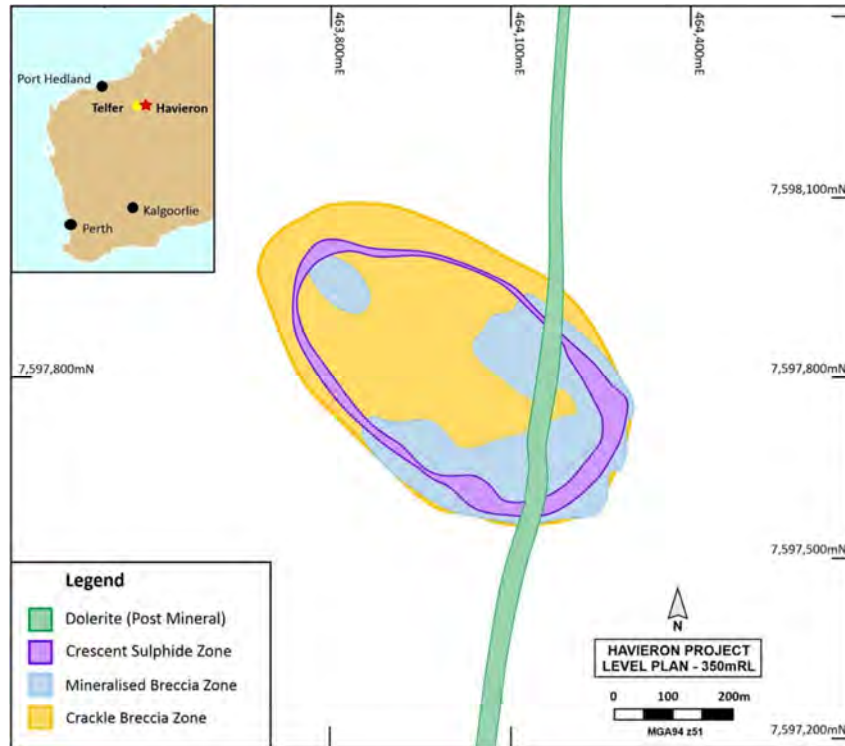 463,800mE
464,100mE
464,400mE
Port Hedland
Telfer
Havieron
Kalgoorlie
Perth
7,598,100mN
7,597,800mN
7,597,800mN
7,597,500mN
Legend
Dolerite (Post Mineral)
Crescent Sulphide Zone
Mineralised Breccia Zone
Crackle Breccia Zone
N
HAVIERON PROJECT
LEVEL PLAN - 350mRL
0 100 200m
MGA94 z51
7,597,200mN